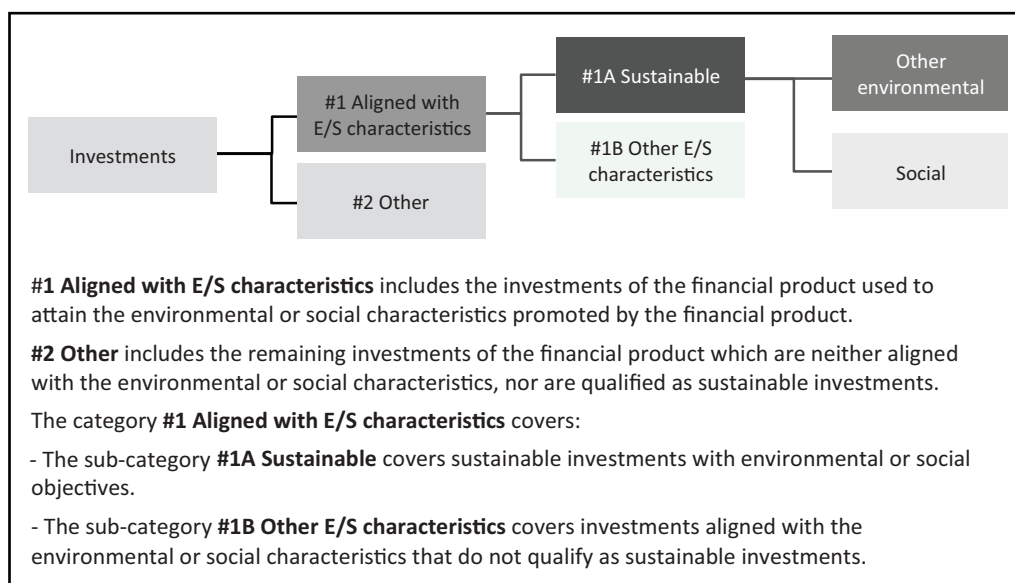 Investments
#1 Aligned with
E/S characteristics
#2 Other
#1A Sustainable
#1B Other E/S
characteristics
Other
environmental
Social
#1 Aligned with E/S characteristics includes the investments of the financial product used to
attain the environmental or social characteristics promoted by the financial product.
#2 Other includes the remaining investments of the financial product which are neither aligned
with the environmental or social characteristics, nor are qualified as sustainable investments.
The category #1 Aligned with E/S characteristics covers:
- The sub-category #1A Sustainable covers sustainable investments with environmental or social
objectives.
- The sub-category #1B Other E/S characteristics covers investments aligned with the
environmental or social characteristics that do not qualify as sustainable investments.